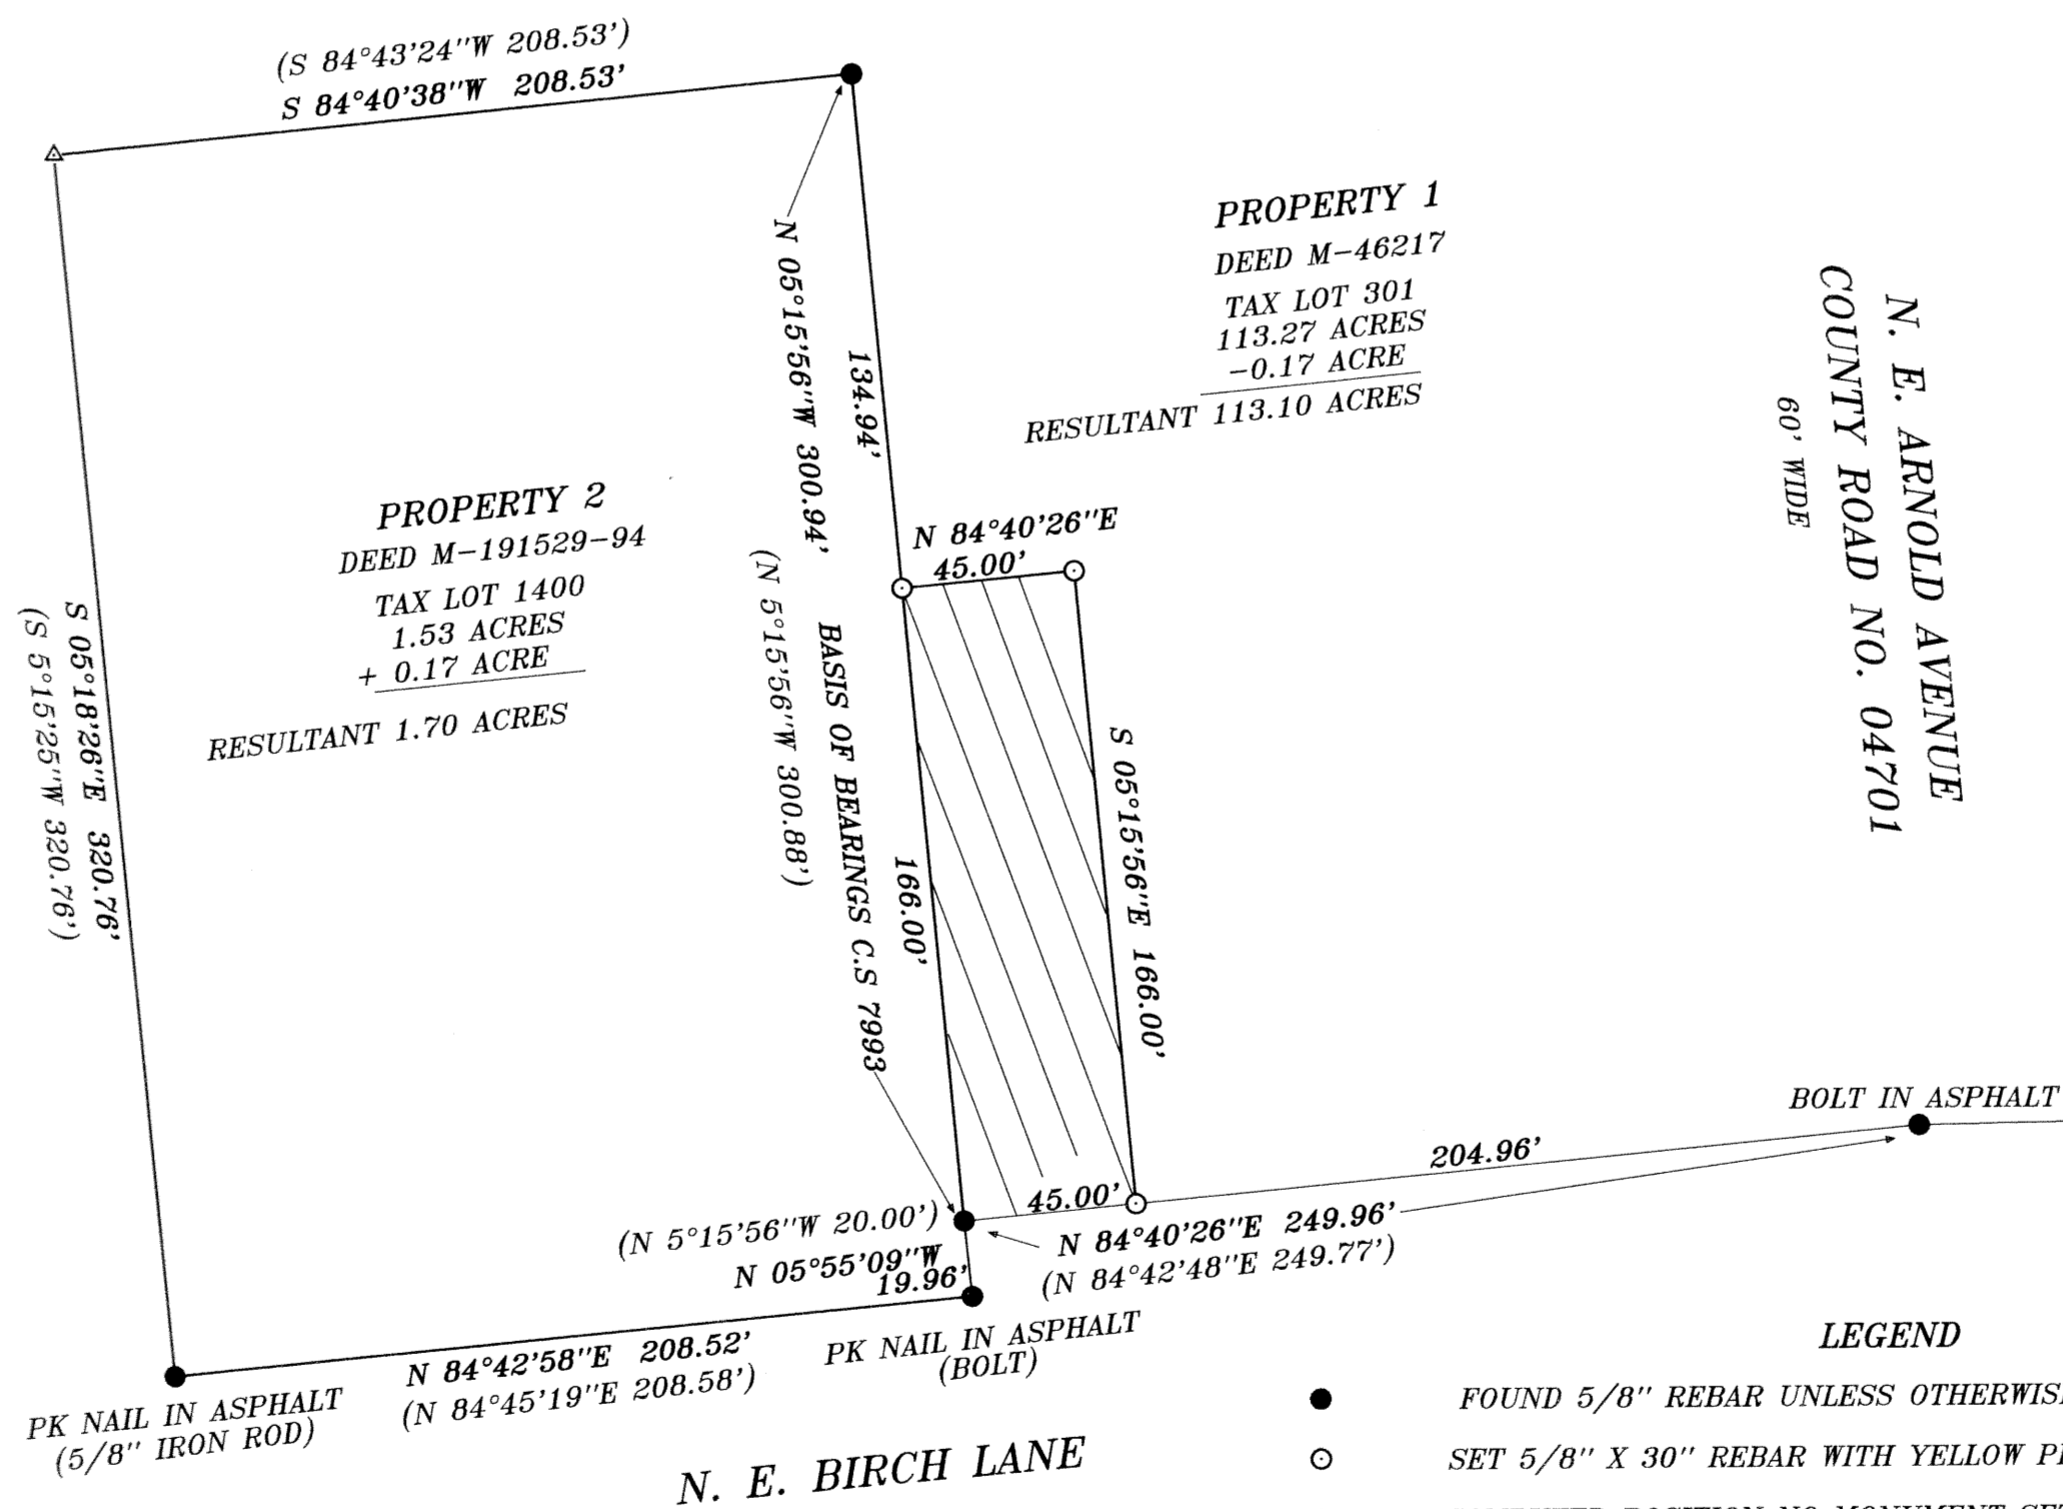 (S 84°43'24"W 208.53')
S 84°40'38"W 208.53'
N 05°15'56"W 300.94'
(N 5°15'56"W 300.88')
134.94'
PROPERTY 1
DEED M-46217
TAX LOT 301
113.27 ACRES
-0.17 ACRE
RESULTANT 113.10 ACRES
N. E. ARNOLD AVENUE
COUNTY ROAD NO. 04701
60' WIDE
PROPERTY 2
DEED M-191529-94
TAX LOT 1400
1.53 ACRES
+ 0.17 ACRE
RESULTANT 1.70 ACRES
N 84°40'26"E
45.00'
S 05°18'26"E 320.76'
(S 5°15'25"W 320.76')
BASIS OF BEARINGS C.S 7993
166.00'
S 05°15'56"E 166.00'
BOLT IN ASPHALT
204.96'
45.00'
N 84°40'26"E 249.96'
(N 84°42'48"E 249.77')
(N 5°15'56"W 20.00')
N 05°55'09"W
19.96'
PK NAIL IN ASPHALT
(BOLT)
N 84°42'58"E 208.52'
(N 84°45'19"E 208.58')
PK NAIL IN ASPHALT
(5/8" IRON ROD)
N. E. BIRCH LANE
LEGEND
FOUND 5/8" REBAR UNLESS OTHERWIS
SET 5/8" X 30" REBAR WITH YELLOW